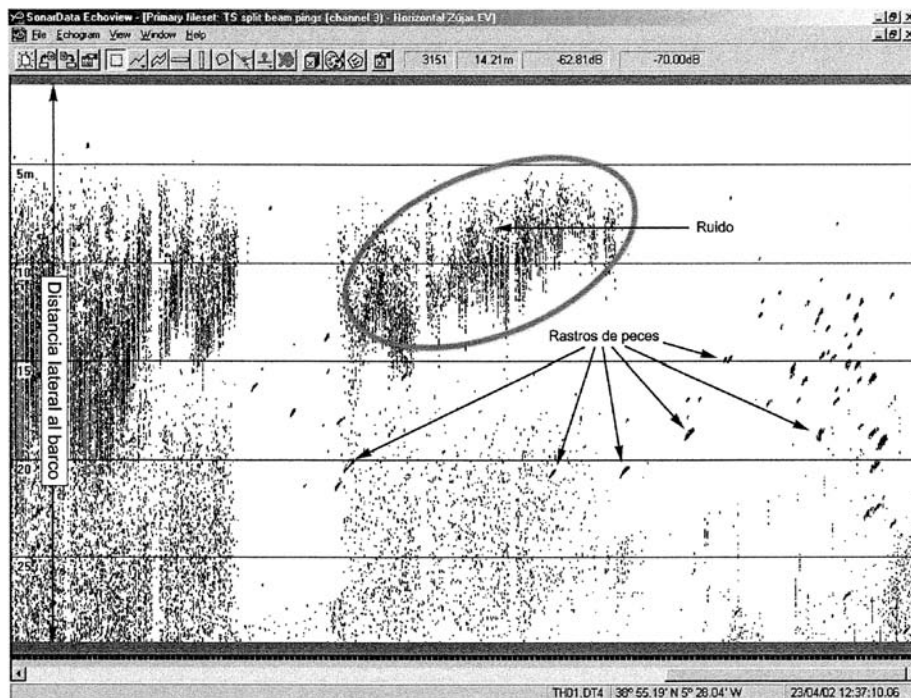 SonarData Echoview - [Primary fileset: TS split beam pings (channel 3) - Horizontal Zújar.EV]
File Echogram View Window Help
3151 14.21m -62.81dB -70.00dB
5m
Ruido
10
Distancia lateral al barco
Rastros de peces
15
20
25
TH01.DT4 38º 55.19' N 5º 28.04' W 23/04/02 12:37:10.06